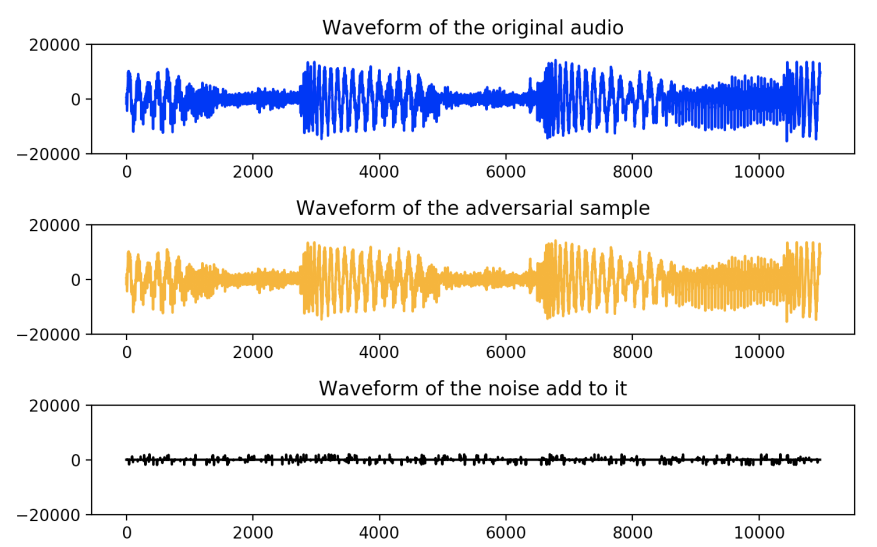 Waveform of the original audio
20000
0
−20000
0 2000 4000 6000 8000 10000
Waveform of the adversarial sample
20000
0
−20000
0 2000 4000 6000 8000 10000
Waveform of the noise add to it
20000
0
−20000
0 2000 4000 6000 8000 10000